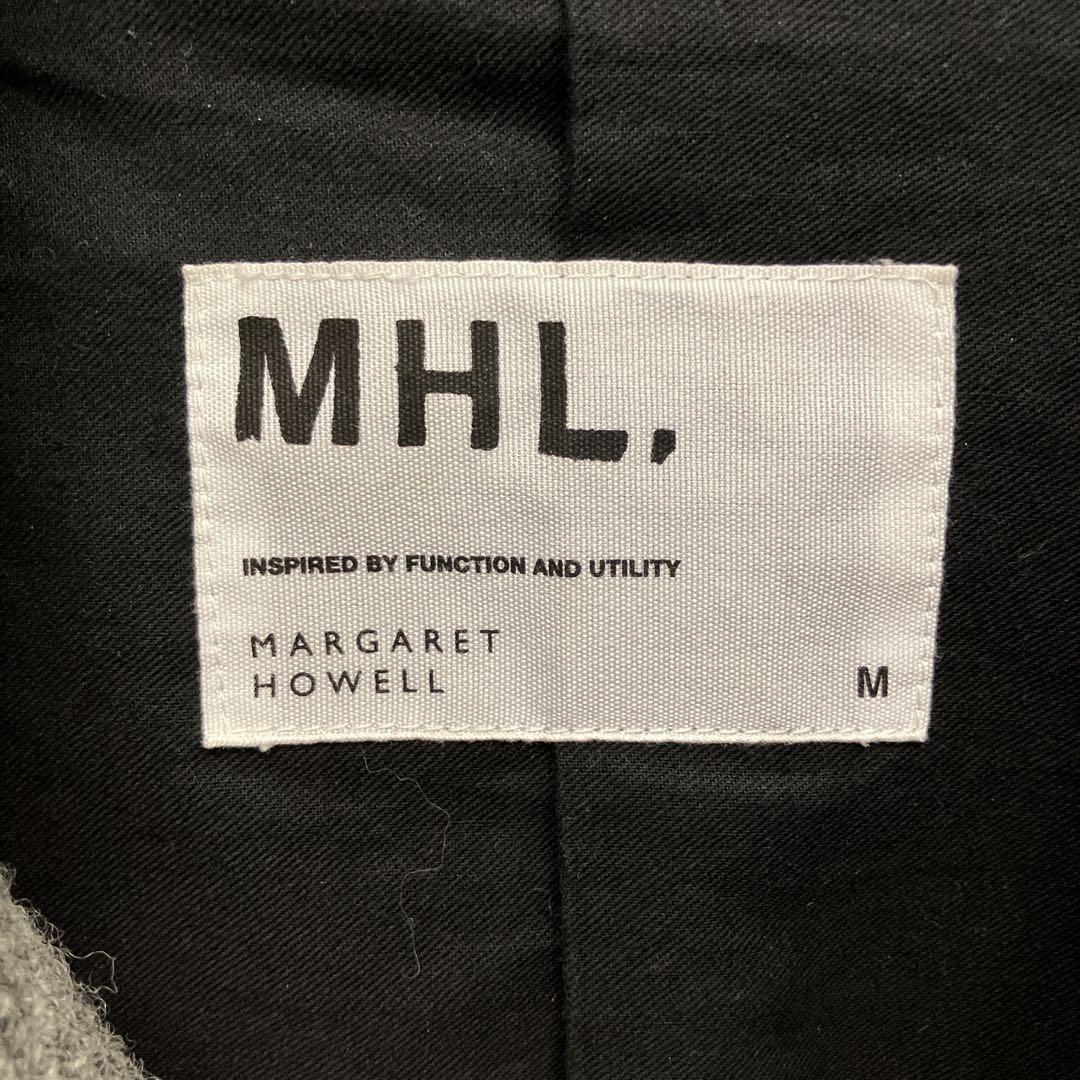 MHL.
INSPIRED BY FUNCTION AND UTILITY
MARGARET
HOWELL
M